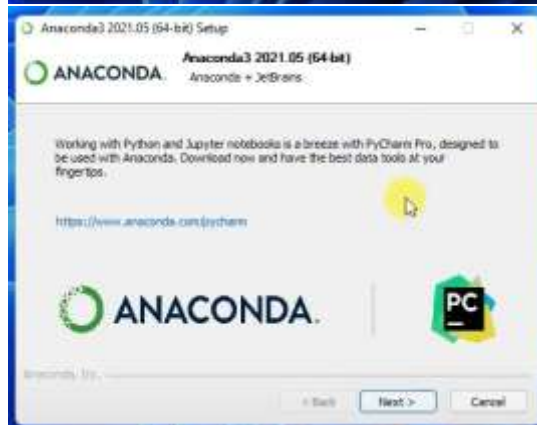 Anaconda3 2021.05 (64-bit) Setup
ANACONDA.
Anaconda3 2021.05 (64-bit)
Anaconda + JetBrains
Working with Python and Jupyter notebooks is a breeze with PyCharm Pro, designed to
be used with Anaconda. Download now and have the best data tools at your
fingertips.
https://www.anaconda.com/pycharm
ANACONDA.
PC
Anaconda, Inc.
< Back
Next >
Cancel